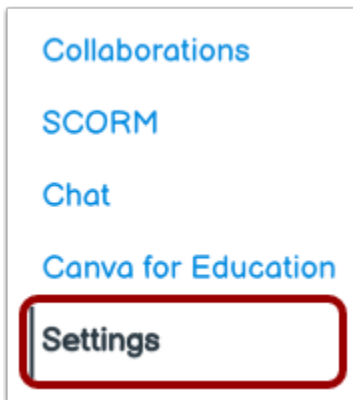 Collaborations
SCORM
Chat
Canva for Education
Settings